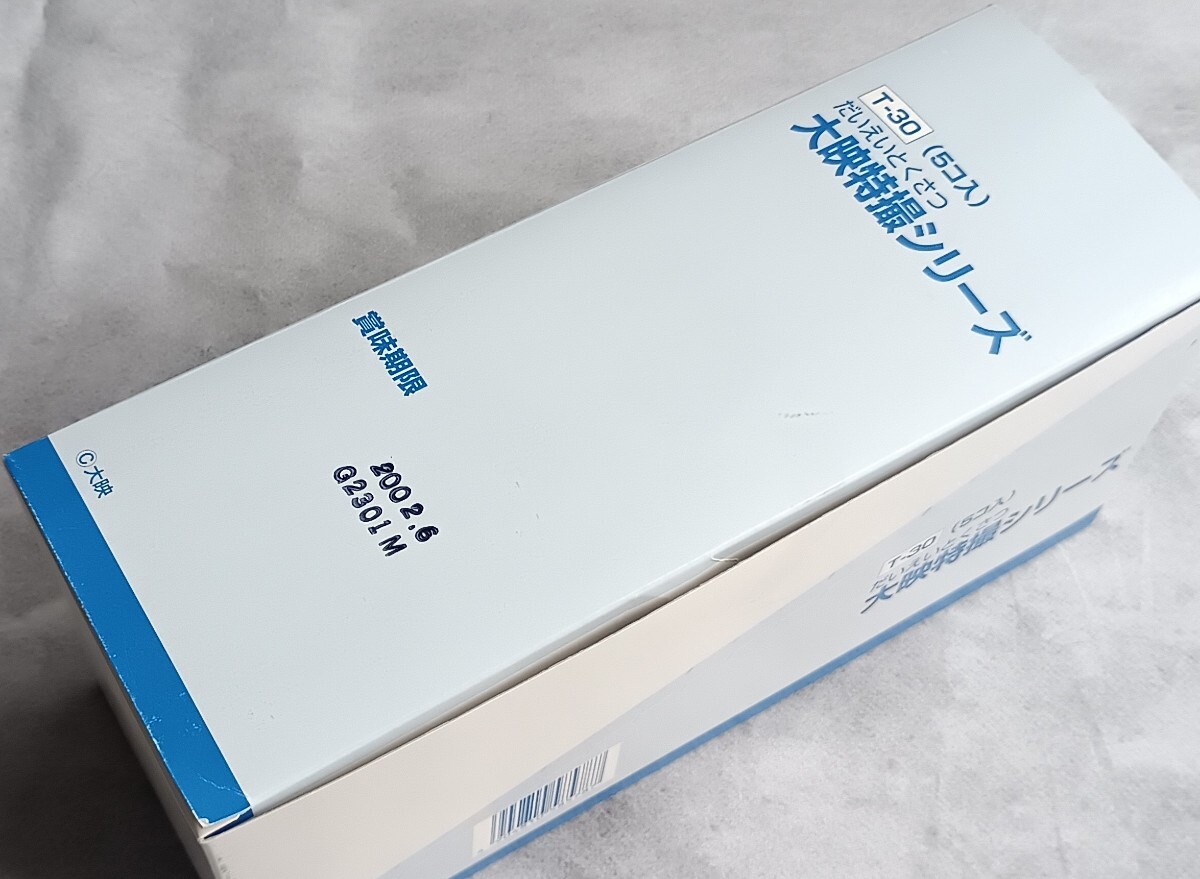 T-30 (5コ入)
だいえいとくさつ
大映特撮シリーズ
賞味期限
2002.6
G2301M
©大映
T-30 (5コ入)
だいえいとくさつ
大映特撮シリーズ